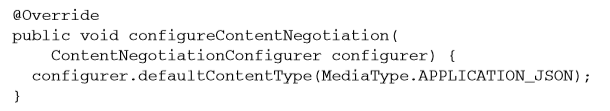 @Override
public void configureContentNegotiation(
    ContentNegotiationConfigurer configurer) {
  configurer.defaultContentType(MediaType.APPLICATION_JSON);
}